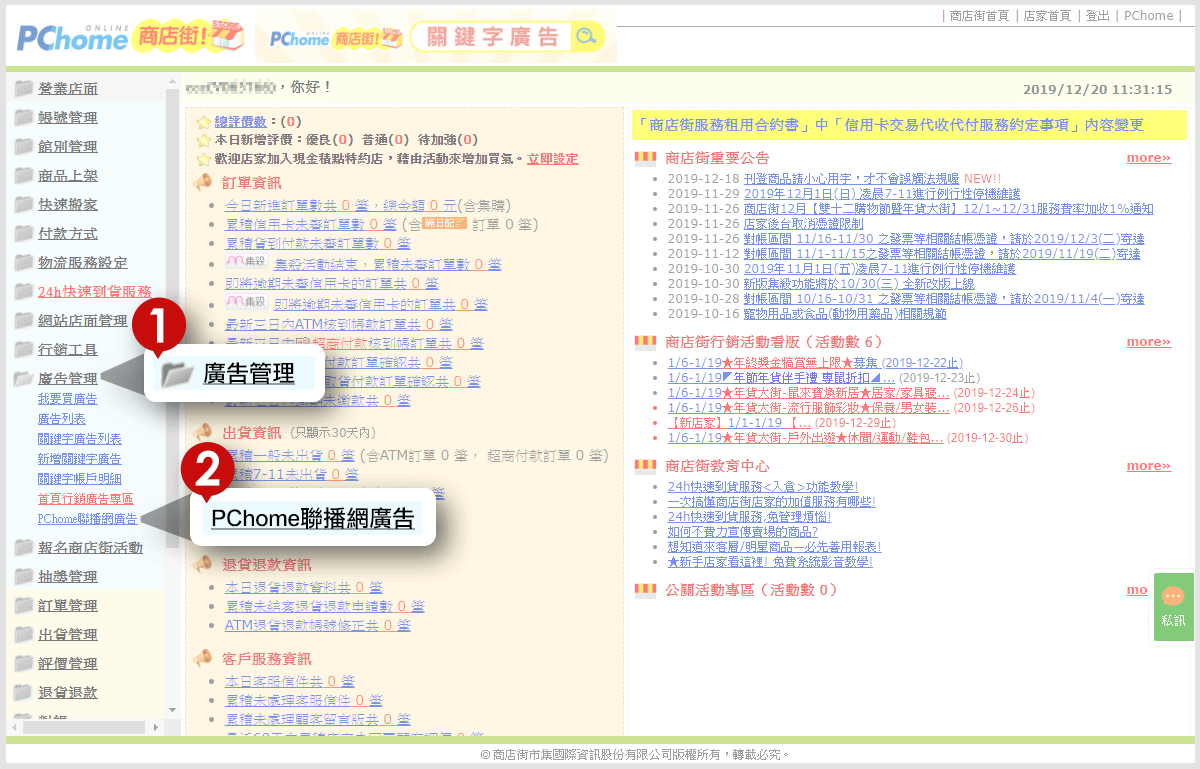 | 商店街首頁 | 店家首頁 | 登出 | PChome |
PChome ONLINE 商店街! STORE
PChome 商店街! 關鍵字廣告
，你好！
2019/12/20 11:31:15
營業店面
帳號管理
館別管理
商品上架
快速搬家
付款方式
物流服務設定
24h快速到貨服務
網站店面管理
行銷工具
廣告管理
我要買廣告
廣告列表
關鍵字廣告列表
新增關鍵字廣告
關鍵字帳戶明細
首頁行銷廣告專區
PChome聯播網廣告
報名商店街活動
抽獎管理
訂單管理
出貨管理
評價管理
退貨退款
1
廣告管理
2
PChome聯播網廣告
總評價數：(0)
本日新增評價：優良(0) 普通(0) 待加強(0)
歡迎店家加入現金積點特約店，藉由活動來增加買氣。立即設定
訂單資訊
今日新進訂單數共 0 筆，總金額 0 元(含集購)
累積信用卡未審訂單數 0 筆 (含 隔日配 訂單 0 筆)
累積貨到付款未審訂單數 0 筆
集殺 集殺活動結束，累積未審訂單數 0 筆
即將逾期未審信用卡的訂單共 0 筆
集殺 即將逾期未審信用卡的訂單共 0 筆
最新三日內ATM核到帳款訂單共 0 筆
超商付款核到帳訂單共 0 筆
付款訂單確認共 0 筆
取貨付款訂單確認共 0 筆
繳款共 0 筆
出貨資訊 (只顯示30天內)
累積一般未出貨 0 筆 (含ATM訂單 0 筆， 超商付款訂單 0 筆)
累積7-11未出貨 0 筆
筆
退貨退款資訊
本日退貨退款資料共 0 筆
累積未結案退貨退款申請數 0 筆
ATM退貨退款帳號修正共 0 筆
客戶服務資訊
本日客服信件共 0 筆
累積未處理客服信件 0 筆
累積未處理顧客留言版共 0 筆
「商店街服務租用合約書」中「信用卡交易代收代付服務約定事項」內容變更
商店街重要公告 more»
2019-12-18 刊登商品請小心用字，才不會誤觸法規喔 NEW!!
2019-11-29 2019年12月1日(日) 凌晨7-11進行例行性停機維護
2019-11-26 商店街12月【雙十二購物節暨年貨大街】12/1~12/31服務費率加收1%通知
2019-11-26 店家後台取消憑證限制
2019-11-26 對帳區間 11/16-11/30 之發票等相關結帳憑證，請於2019/12/3(二)寄達
2019-11-12 對帳區間 11/1-11/15之發票等相關結帳憑證，請於2019/11/19(二)寄達
2019-10-30 2019年11月1日(五)凌晨7-11進行例行性停機維護
2019-10-30 新版集殺功能將於10/30(三) 全新改版上線
2019-10-28 對帳區間 10/16-10/31 之發票等相關結帳憑證，請於2019/11/4(一)寄達
2019-10-16 寵物用品或食品(動物用藥品)相關規範
商店街行銷活動看版（活動數 6） more»
1/6-1/19★年終獎金犒賞無上限★募集 (2019-12-22止)
1/6-1/19◤年節年貨伴手禮 專鼠折扣◢... (2019-12-23止)
1/6-1/19★年貨大街-鼠來寶煥新居★居家/家具寢... (2019-12-24止)
1/6-1/19★年貨大街-流行服飾彩妝★保養/男女裝... (2019-12-26止)
【新店家】1/1-1/19 【... (2019-12-29止)
1/6-1/19★年貨大街-戶外出遊★休閒/運動/鞋包... (2019-12-30止)
商店街教育中心 more»
24h快速到貨服務<入倉>功能教學!
一次搞懂商店街店家的加值服務有哪些!
24h快速到貨服務,免管理煩惱!
如何不費力宣傳賣場的商品?
想知道來客層/明星商品—必先善用報表!
★新手店家看這裡! 免費系統影音教學!
公關活動專區（活動數 0） mo
私訊
©商店街市集國際資訊股份有限公司版權所有，轉載必究。